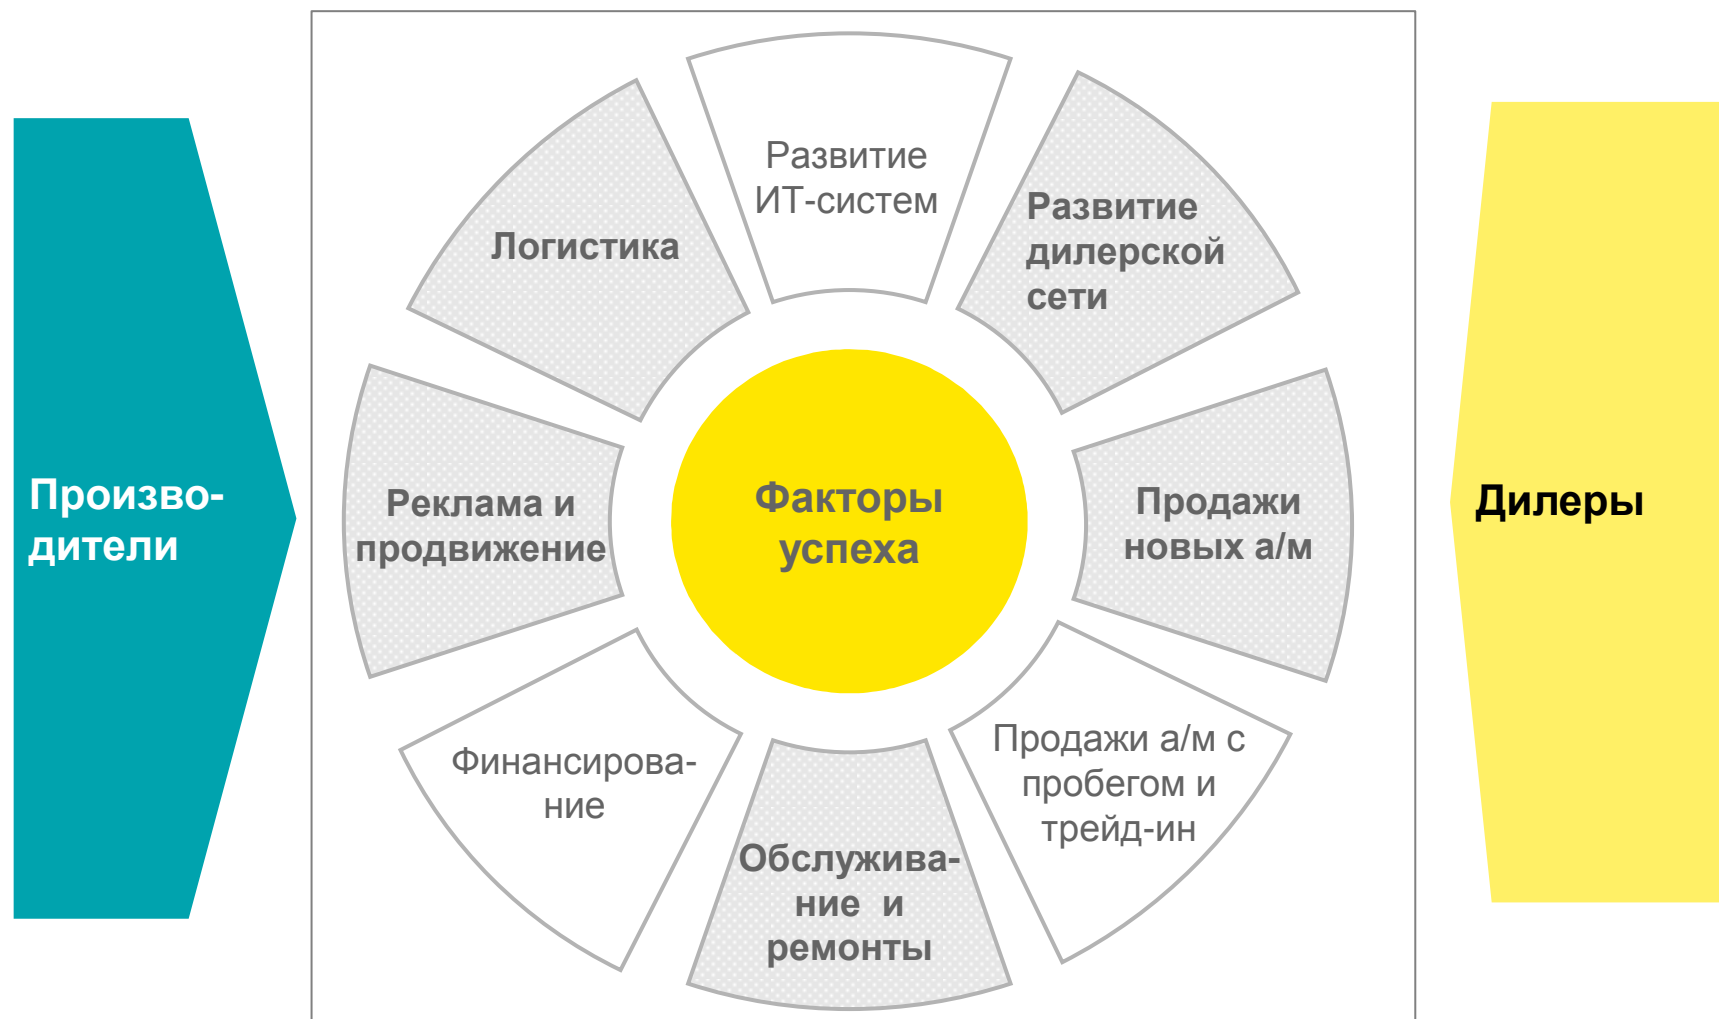 Развитие
ИТ-систем
Развитие
дилерской
сети
Логистика
Произво-
дители
Реклама и
продвижение
Факторы
успеха
Продажи
новых а/м
Дилеры
Финансирова-
ние
Продажи а/м с
пробегом и
трейд-ин
Обслужива-
ние и
ремонты